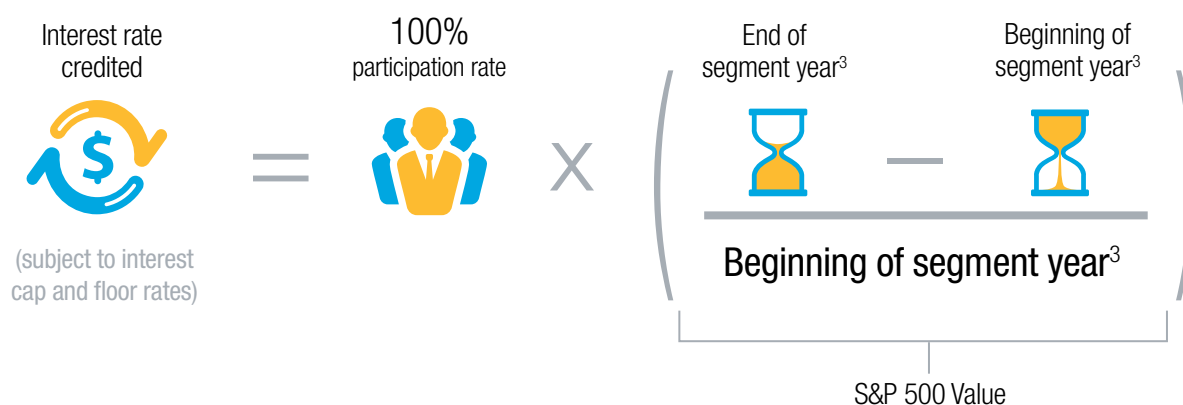 Interest rate
credited
$
(subject to interest
cap and floor rates)
=
100%
participation rate
X
(
End of
segment year³
—
Beginning of
segment year³
Beginning of segment year³
)
S&P 500 Value